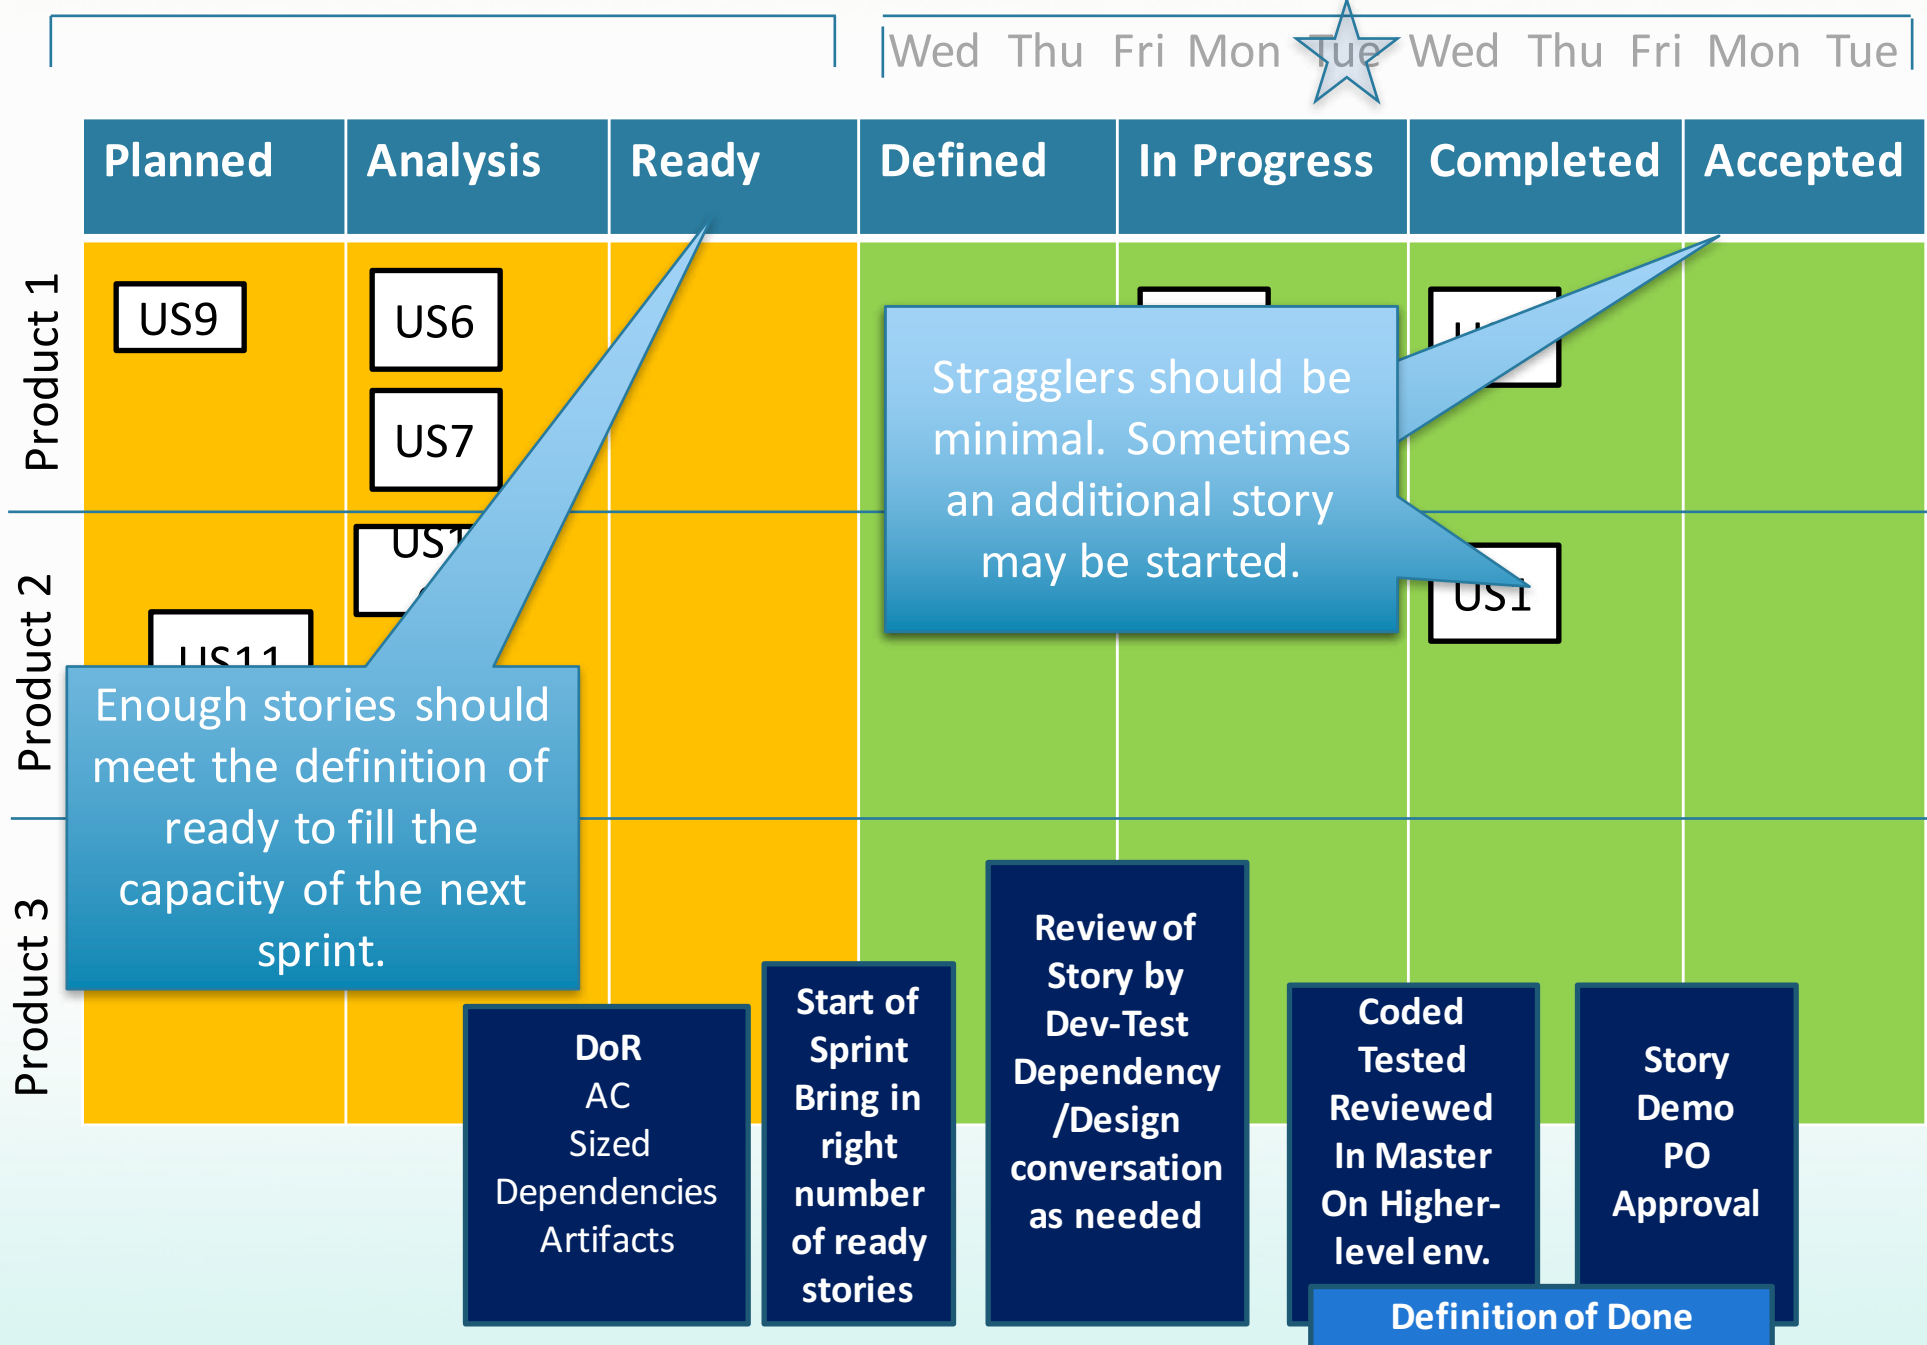 Wed Thu Fri Mon Tue Wed Thu Fri Mon Tue
Planned Analysis Ready Defined In Progress Completed Accepted
Product 1
US9
US6
US7
Stragglers should be
minimal. Sometimes
an additional story
may be started.
Product 2
US11
US1
Enough stories should
meet the definition of
ready to fill the
capacity of the next
sprint.
Product 3
DoR
AC
Sized
Dependencies
Artifacts
Start of
Sprint
Bring in
right
number
of ready
stories
Review of
Story by
Dev-Test
Dependency
/Design
conversation
as needed
Coded
Tested
Reviewed
In Master
On Higher-
level env.
Story
Demo
PO
Approval
Definition of Done